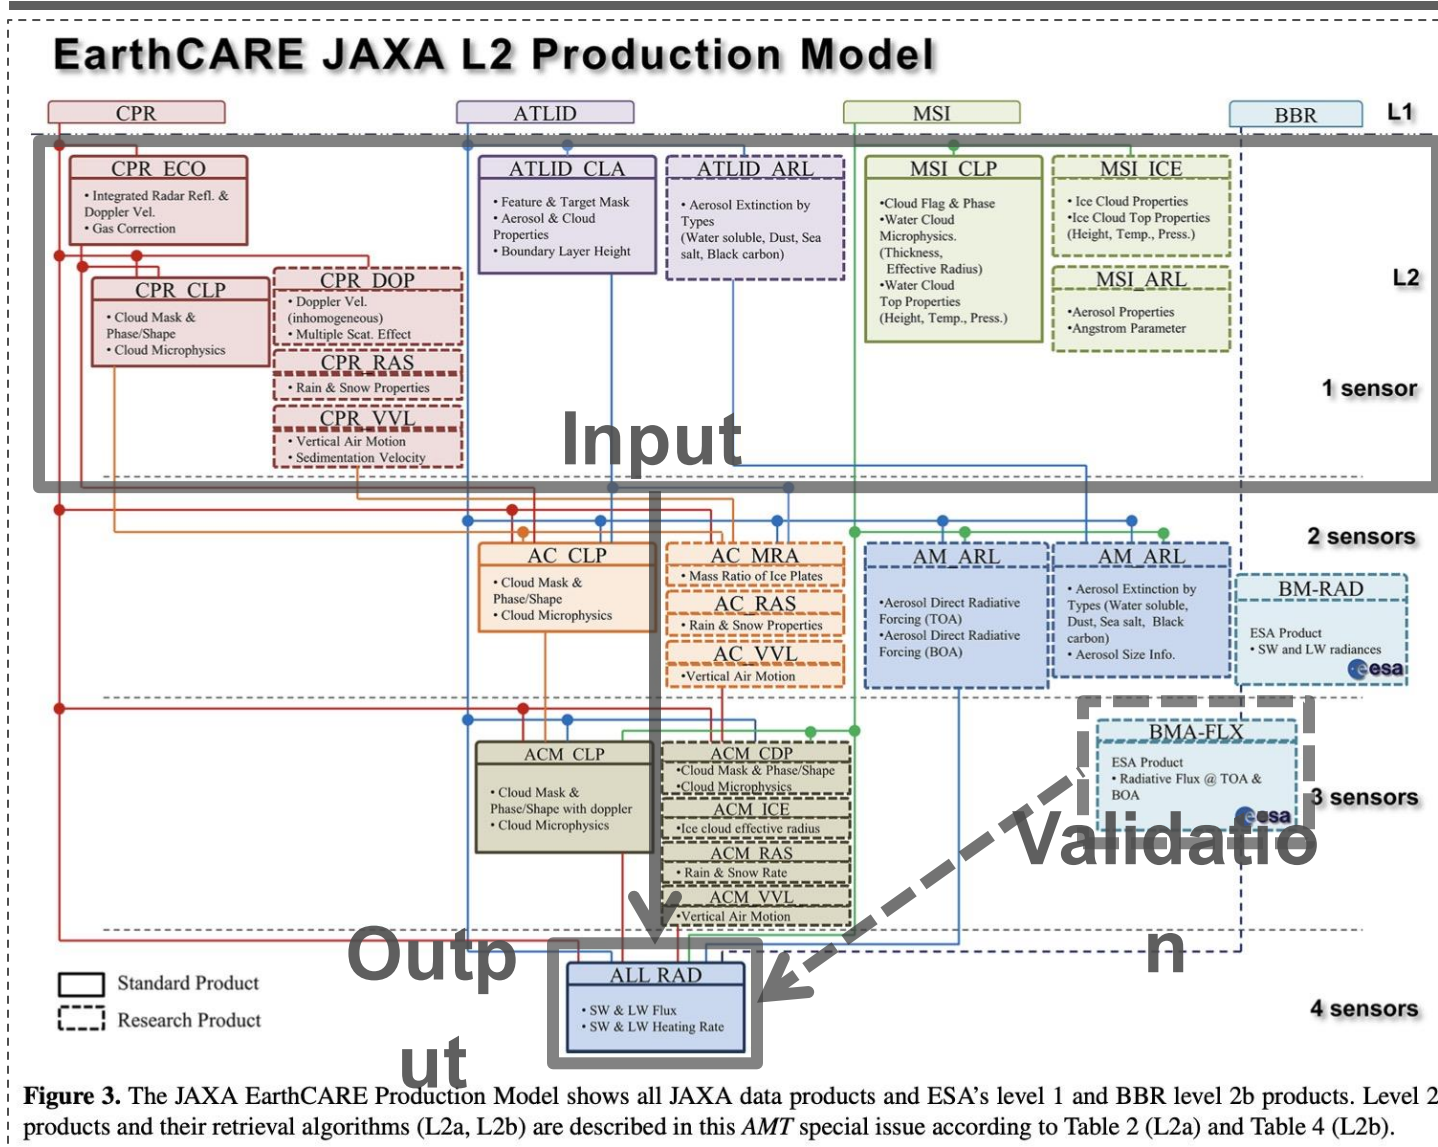 EarthCARE JAXA L2 Production Model
CPR
ATLID
MSI
BBR
L1
CPR_ECO
• Integrated Radar Refl. &
Doppler Vel.
• Gas Correction
ATLID_CLA
• Feature & Target Mask
• Aerosol & Cloud
Properties
• Boundary Layer Height
ATLID_ARL
• Aerosol Extinction by
Types
(Water soluble, Dust, Sea
salt, Black carbon)
MSI_CLP
•Cloud Flag & Phase
•Water Cloud
Microphysics.
(Thickness,
Effective Radius)
•Water Cloud
Top Properties
(Height, Temp., Press.)
MSI_ICE
• Ice Cloud Properties
•Ice Cloud Top Properties
(Height, Temp., Press.)
MSI_ARL
•Aerosol Properties
•Angstrom Parameter
L2
CPR_CLP
• Cloud Mask &
Phase/Shape
• Cloud Microphysics
CPR_DOP
• Doppler Vel.
(inhomogeneous)
• Multiple Scat. Effect
CPR_RAS
• Rain & Snow Properties
CPR_VVL
• Vertical Air Motion
• Sedimentation Velocity
1 sensor
Input
2 sensors
AC_CLP
• Cloud Mask &
Phase/Shape
• Cloud Microphysics
AC_MRA
• Mass Ratio of Ice Plates
AC_RAS
• Rain & Snow Properties
AC_VVL
•Vertical Air Motion
AM_ARL
•Aerosol Direct Radiative
Forcing (TOA)
•Aerosol Direct Radiative
Forcing (BOA)
AM_ARL
• Aerosol Extinction by
Types (Water soluble,
Dust, Sea salt, Black
carbon)
• Aerosol Size Info.
BM-RAD
ESA Product
• SW and LW radiances
esa
ACM_CLP
• Cloud Mask &
Phase/Shape with doppler
• Cloud Microphysics
ACM_CDP
•Cloud Mask & Phase/Shape
•Cloud Microphysics
ACM_ICE
•Ice cloud effective radius
ACM_RAS
• Rain & Snow Rate
ACM_VVL
•Vertical Air Motion
BMA-FLX
ESA Product
• Radiative Flux @ TOA &
BOA
esa
3 sensors
Validatio
n
Outp
ut
ALL_RAD
• SW & LW Flux
• SW & LW Heating Rate
Standard Product
Research Product
4 sensors
Figure 3. The JAXA EarthCARE Production Model shows all JAXA data products and ESA's level 1 and BBR level 2b products. Level 2
products and their retrieval algorithms (L2a, L2b) are described in this AMT special issue according to Table 2 (L2a) and Table 4 (L2b).